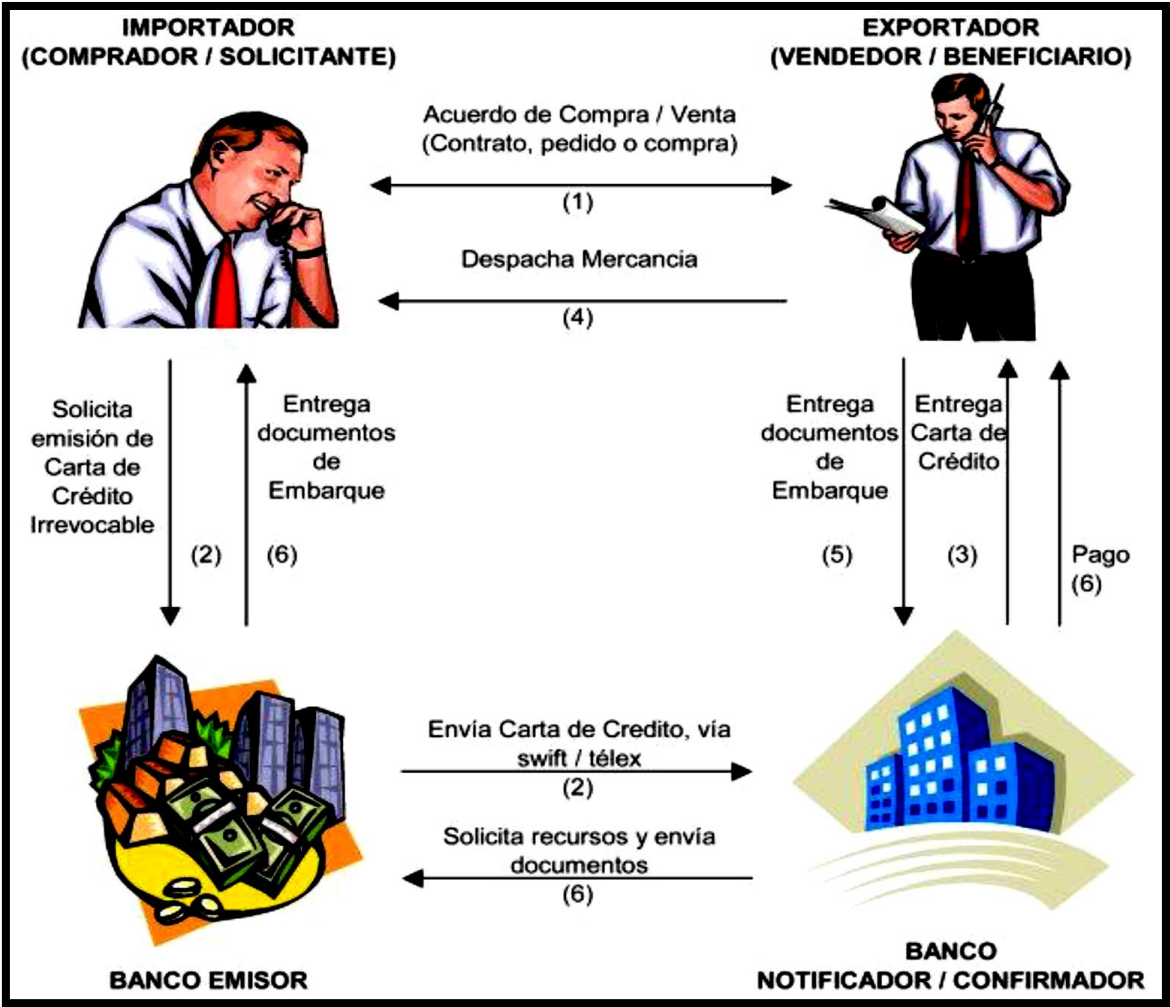 IMPORTADOR
(COMPRADOR / SOLICITANTE)
EXPORTADOR
(VENDEDOR / BENEFICIARIO)
Acuerdo de Compra / Venta
(Contrato, pedido o compra)
(1)
Despacha Mercancia
(4)
Solicita
emisión de
Carta de
Crédito
Irrevocable
(2)
Entrega
documentos
de
Embarque
(6)
Entrega
documentos
de
Embarque
(5)
Entrega
Carta de
Crédito
(3)
Pago
(6)
Envía Carta de Credito, vía
swift / télex
(2)
Solicita recursos y envía
documentos
(6)
BANCO EMISOR
BANCO
NOTIFICADOR / CONFIRMADOR